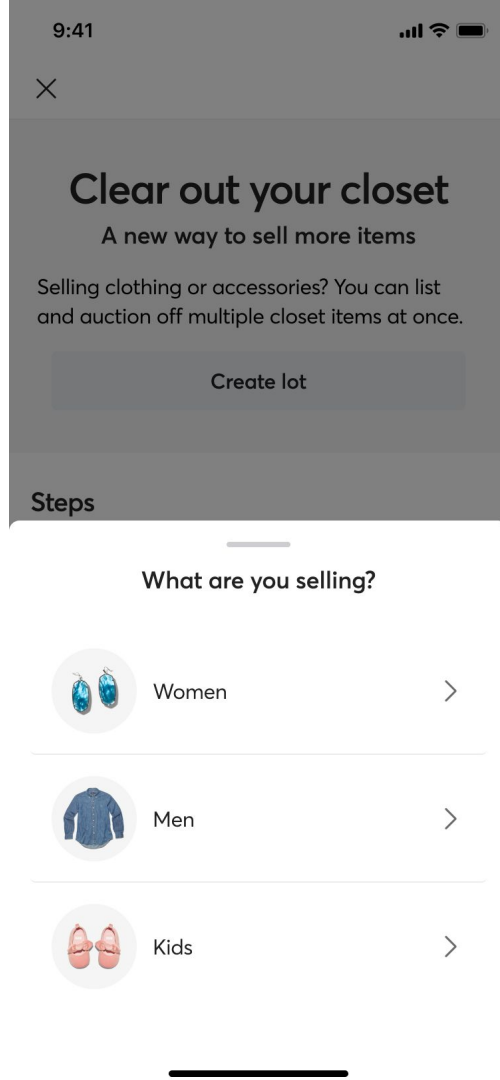 9:41
Clear out your closet
A new way to sell more items
Selling clothing or accessories? You can list
and auction off multiple closet items at once.
Create lot
Steps
What are you selling?
Women
Men
Kids